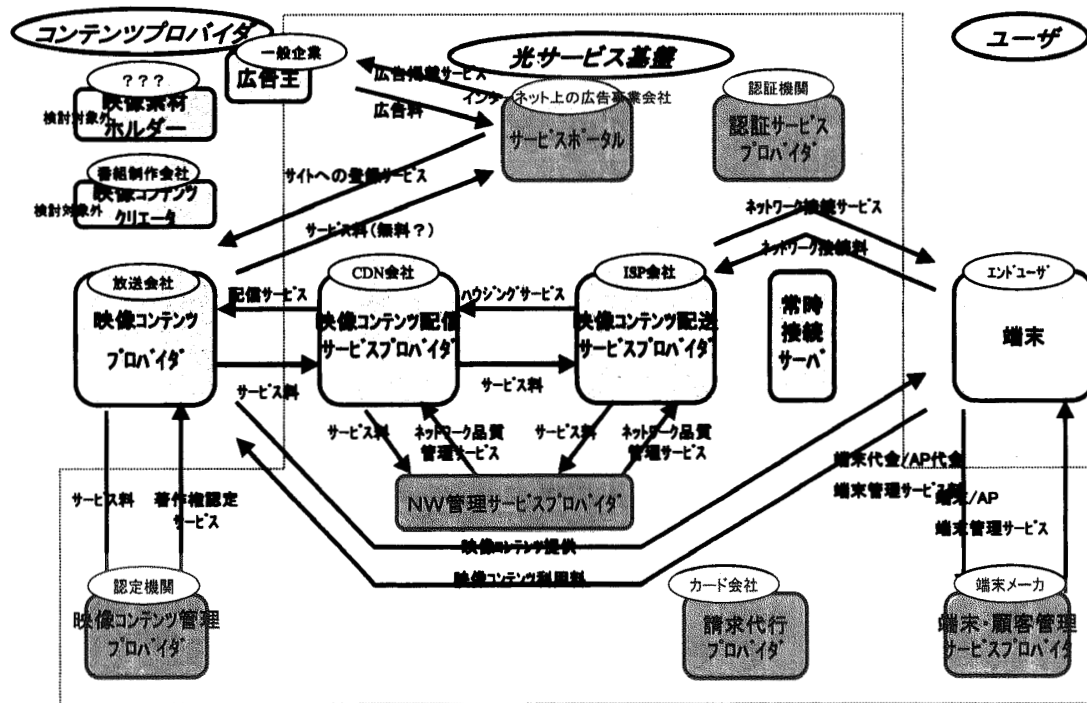 コンテンツプロバイダ
光サービス基盤
ユーザ
一般企業
広告主
???
映像素材
ホルダー
検討対象外
広告掲載サービス
広告料
インターネット上の広告事業会社
サービスポータル
認証機関
認証サービス
プロバイダ
番組制作会社
映像コンテンツ
クリエータ
検討対象外
サイトへの登録サービス
サービス料(無料?)
ネットワーク接続サービス
ネットワーク接続料
放送会社
映像コンテンツ
プロバイダ
配信サービス
サービス料
CDN会社
映像コンテンツ配信
サービスプロバイダ
ハウジングサービス
サービス料
ISP会社
映像コンテンツ配送
サービスプロバイダ
常時
接続
サーバ
エンドユーザ
端末
サービス料
ネットワーク品質
管理サービス
サービス料
ネットワーク品質
管理サービス
NW管理サービスプロバイダ
端末代金/AP代金
端末管理サービス料
端末/AP
端末管理サービス
サービス料
著作権認定
サービス
映像コンテンツ提供
映像コンテンツ利用料
認定機関
映像コンテンツ管理
プロバイダ
カード会社
請求代行
プロバイダ
端末メーカ
端末・顧客管理
サービスプロバイダ